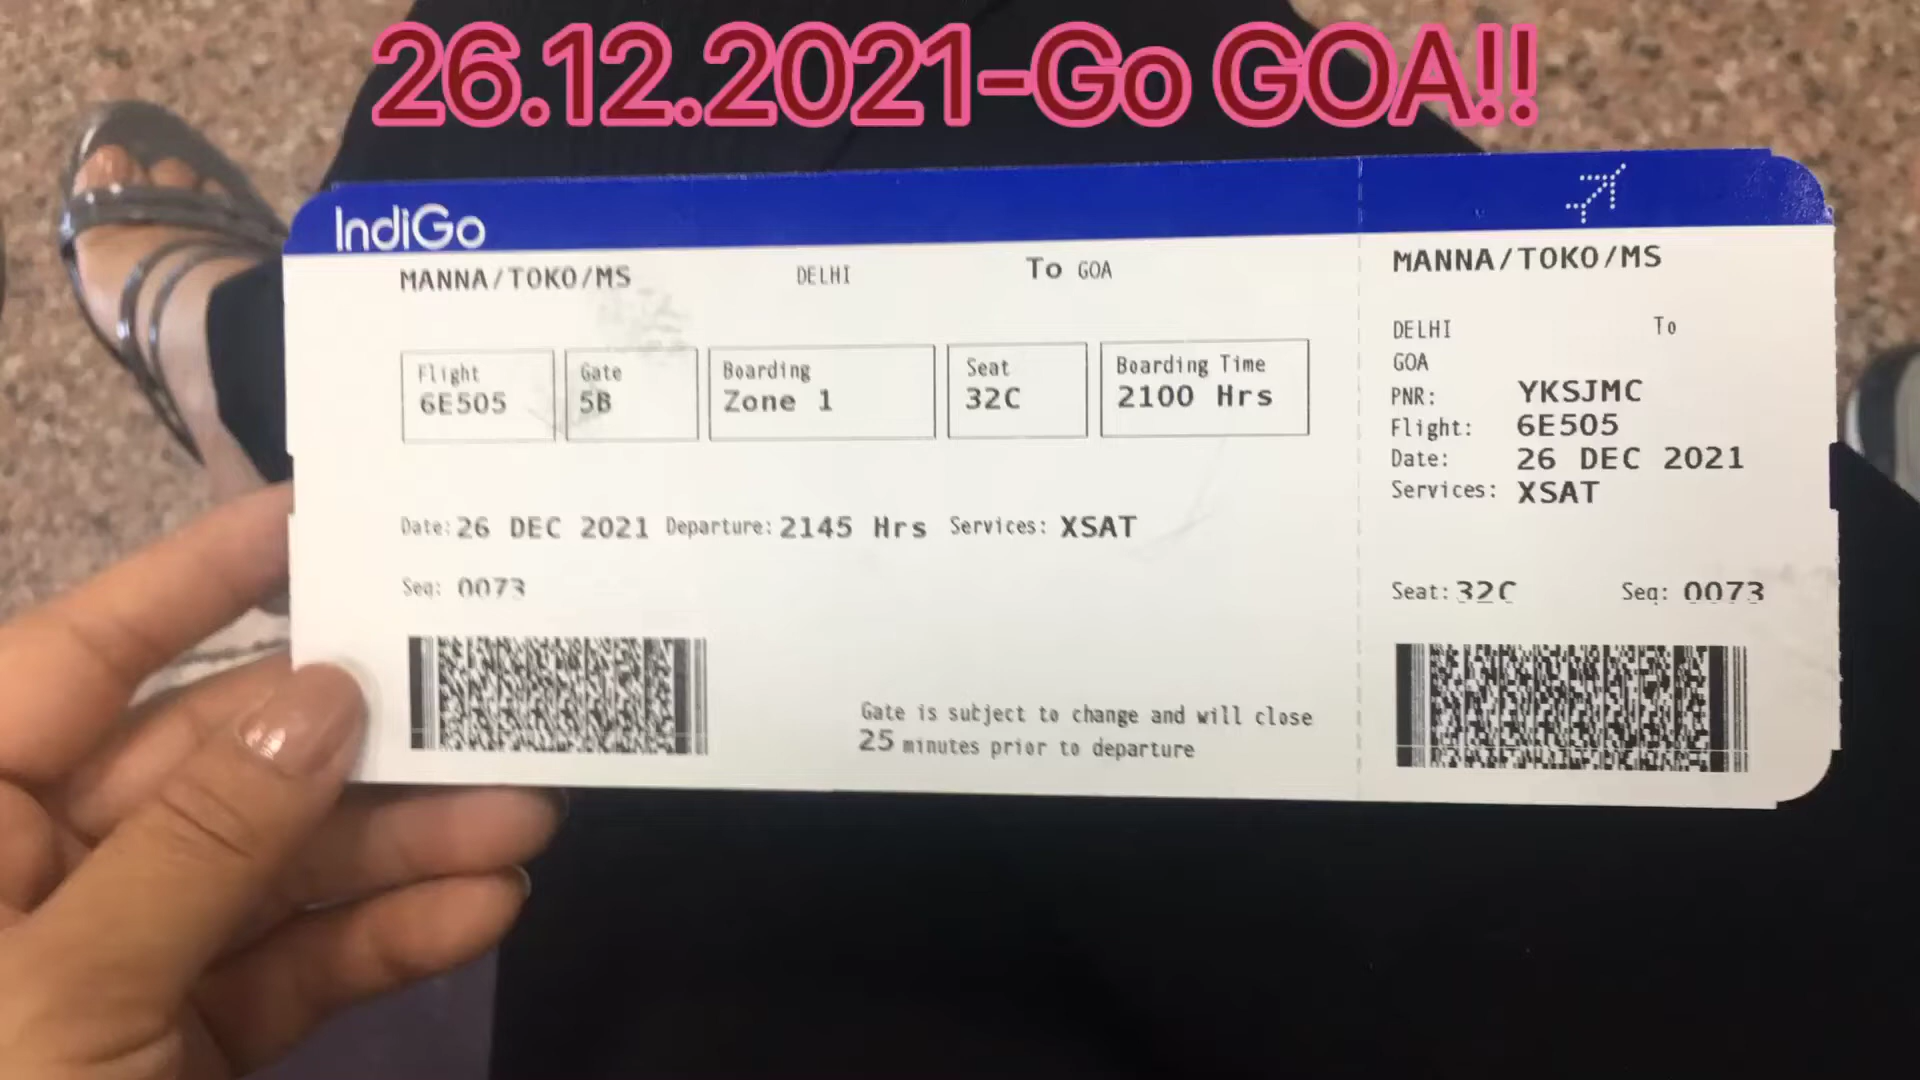 26.12.2021-Go GOA!!
IndiGo
MANNA/TOKO/MS DELHI To GOA
Flight Gate Boarding Seat Boarding Time
6E505 5B Zone 1 32C 2100 Hrs
Date: 26 DEC 2021 Departure: 2145 Hrs Services: XSAT
Seq: 0073
Gate is subject to change and will close
25 minutes prior to departure
MANNA/TOKO/MS
DELHI To
GOA
PNR: YKSJMC
Flight: 6E505
Date: 26 DEC 2021
Services: XSAT
Seat: 32C Seq: 0073